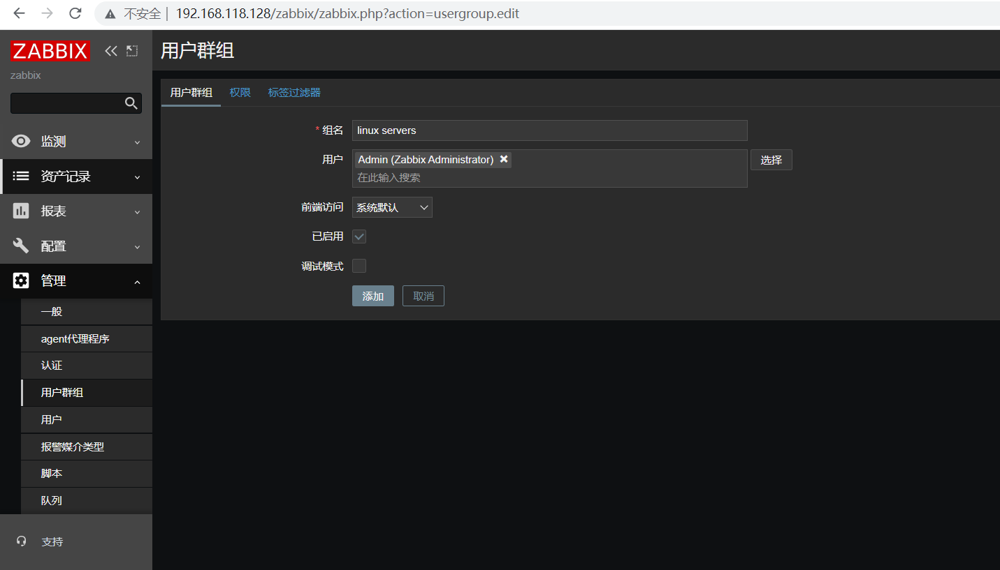 不安全 | 192.168.118.128/zabbix/zabbix.php?action=usergroup.edit
ZABBIX
zabbix
监测
资产记录
报表
配置
管理
一般
agent代理程序
认证
用户群组
用户
报警媒介类型
脚本
队列
支持
用户群组
用户群组 权限 标签过滤器
* 组名 linux servers
用户 Admin (Zabbix Administrator) 选择
在此输入搜索
前端访问 系统默认
已启用
调试模式
添加 取消